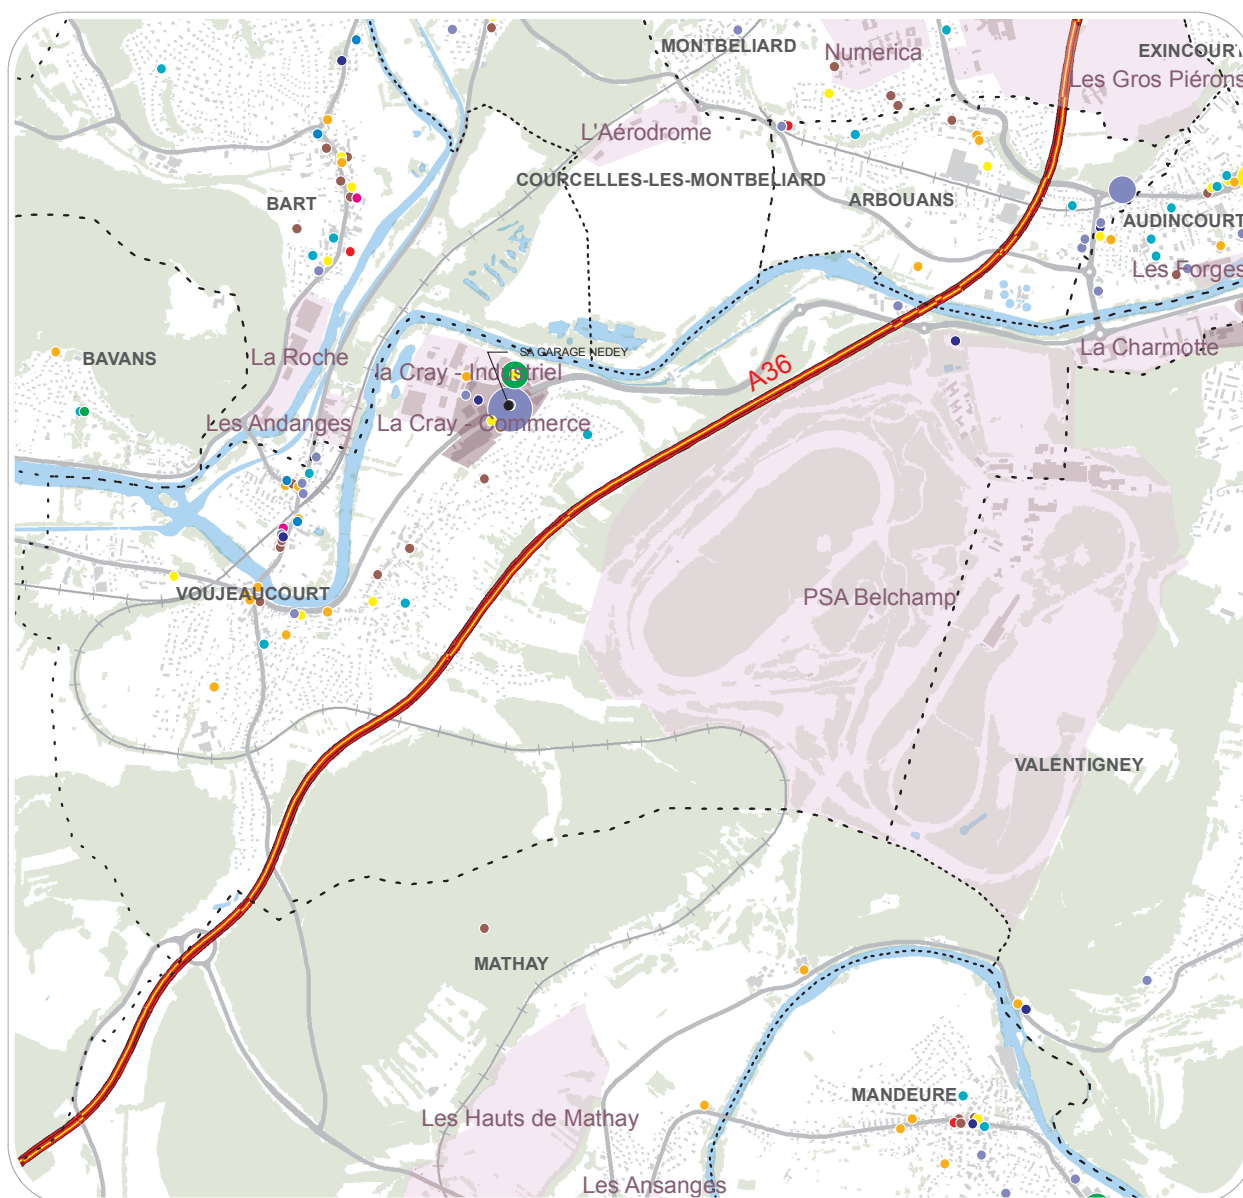 MONTBELIARD
Numerica
EXINCOURT
Les Gros Piérons
L'Aérodrome
COURCELLES-LES-MONTBELIARD
ARBOUANS
BART
AUDINCOURT
Les Forges
SA GARAGE NEDEY
La Roche
BAVANS
la Cray - Industriel
La Charmotte
A36
Les Andanges
La Cray - Commerce
VOUJEAUCOURT
PSA Belchamp
VALENTIGNEY
MATHAY
MANDEURE
Les Hauts de Mathay
Les Ansanges